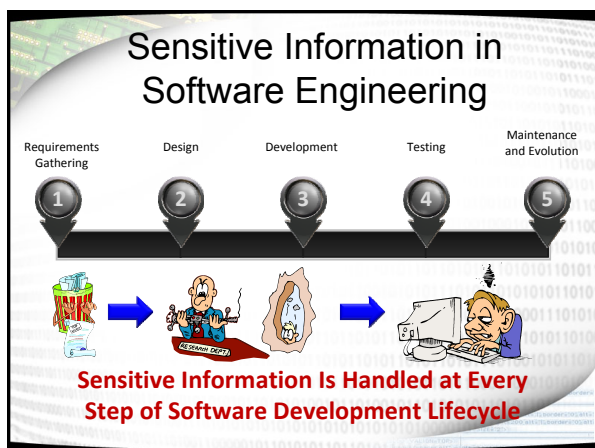 Sensitive Information in
Software Engineering
Requirements
Gathering
Design
Development
Testing
Maintenance
and Evolution
1
2
3
4
5
RESEARCH DEPT.
Sensitive Information Is Handled at Every
Step of Software Development Lifecycle